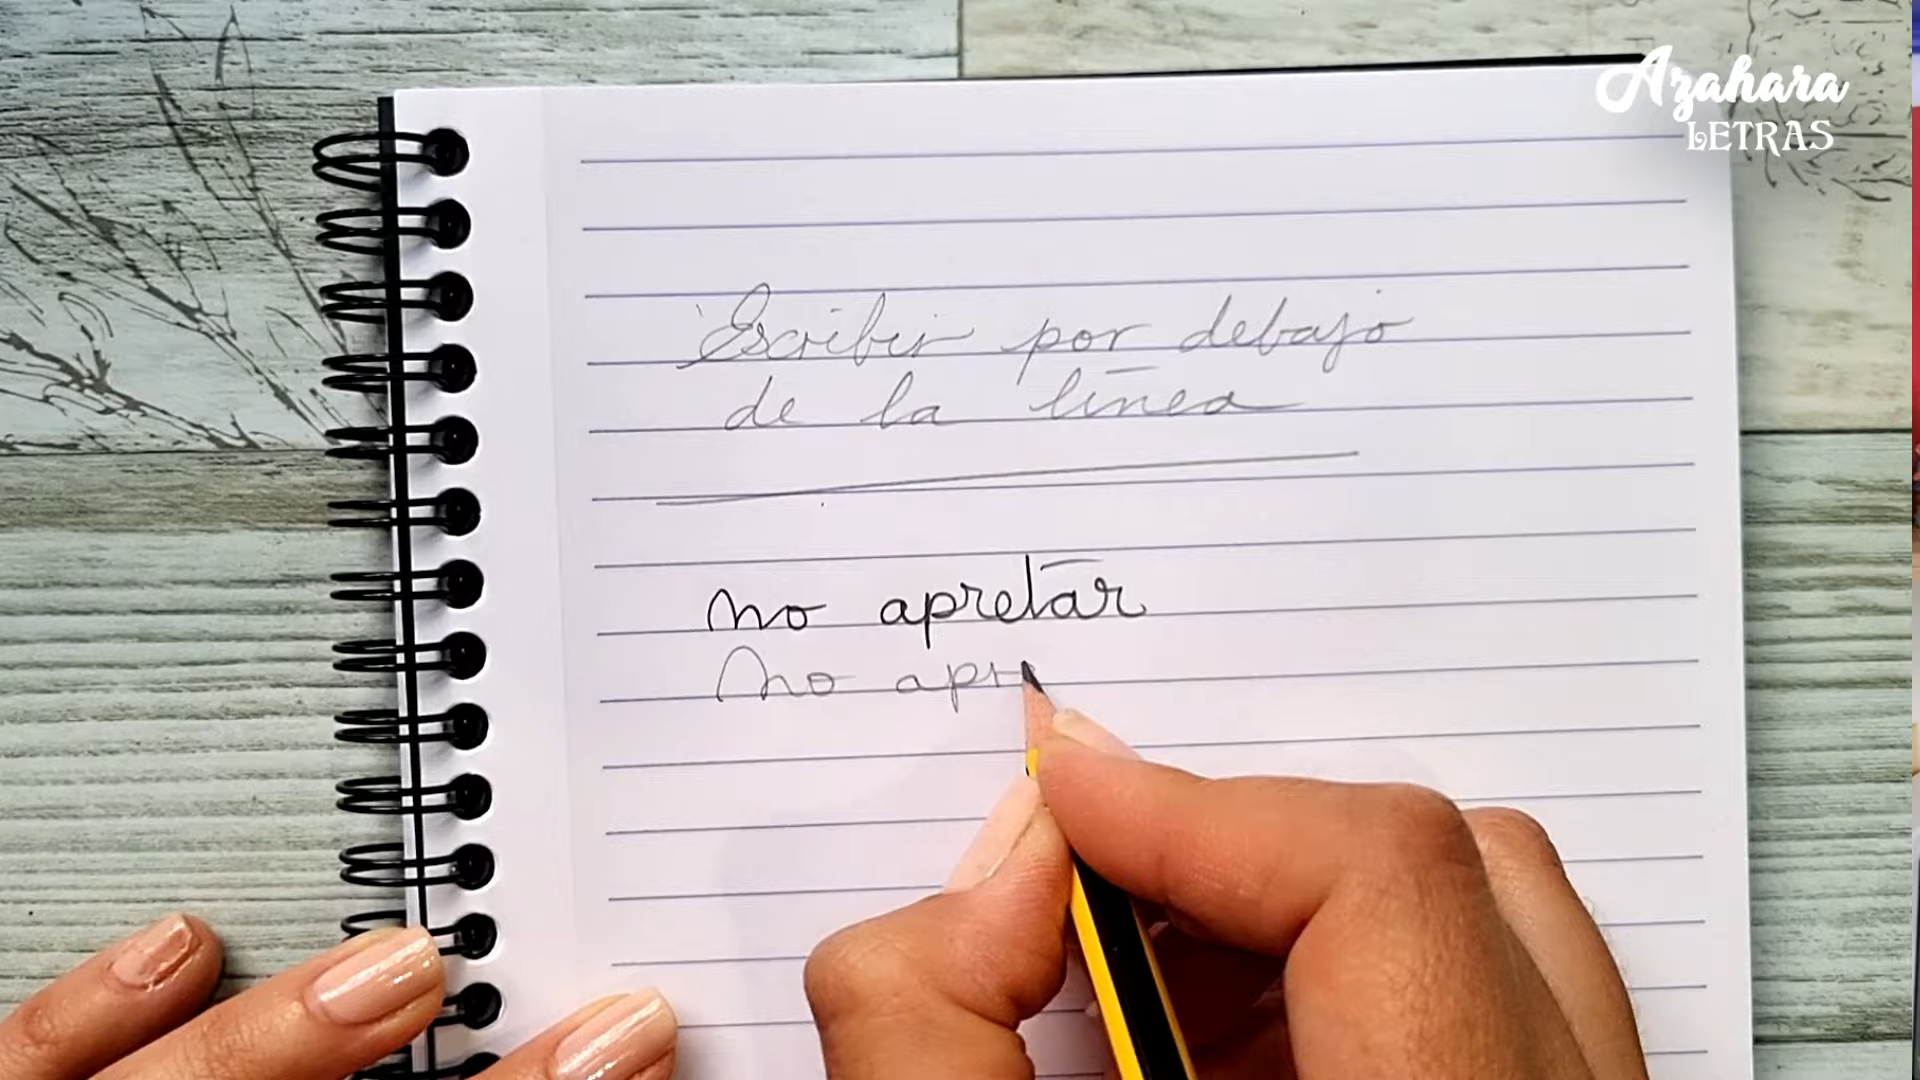 Azahara
LETRAS
Escribir por debajo
de la línea
no apretar
No apr